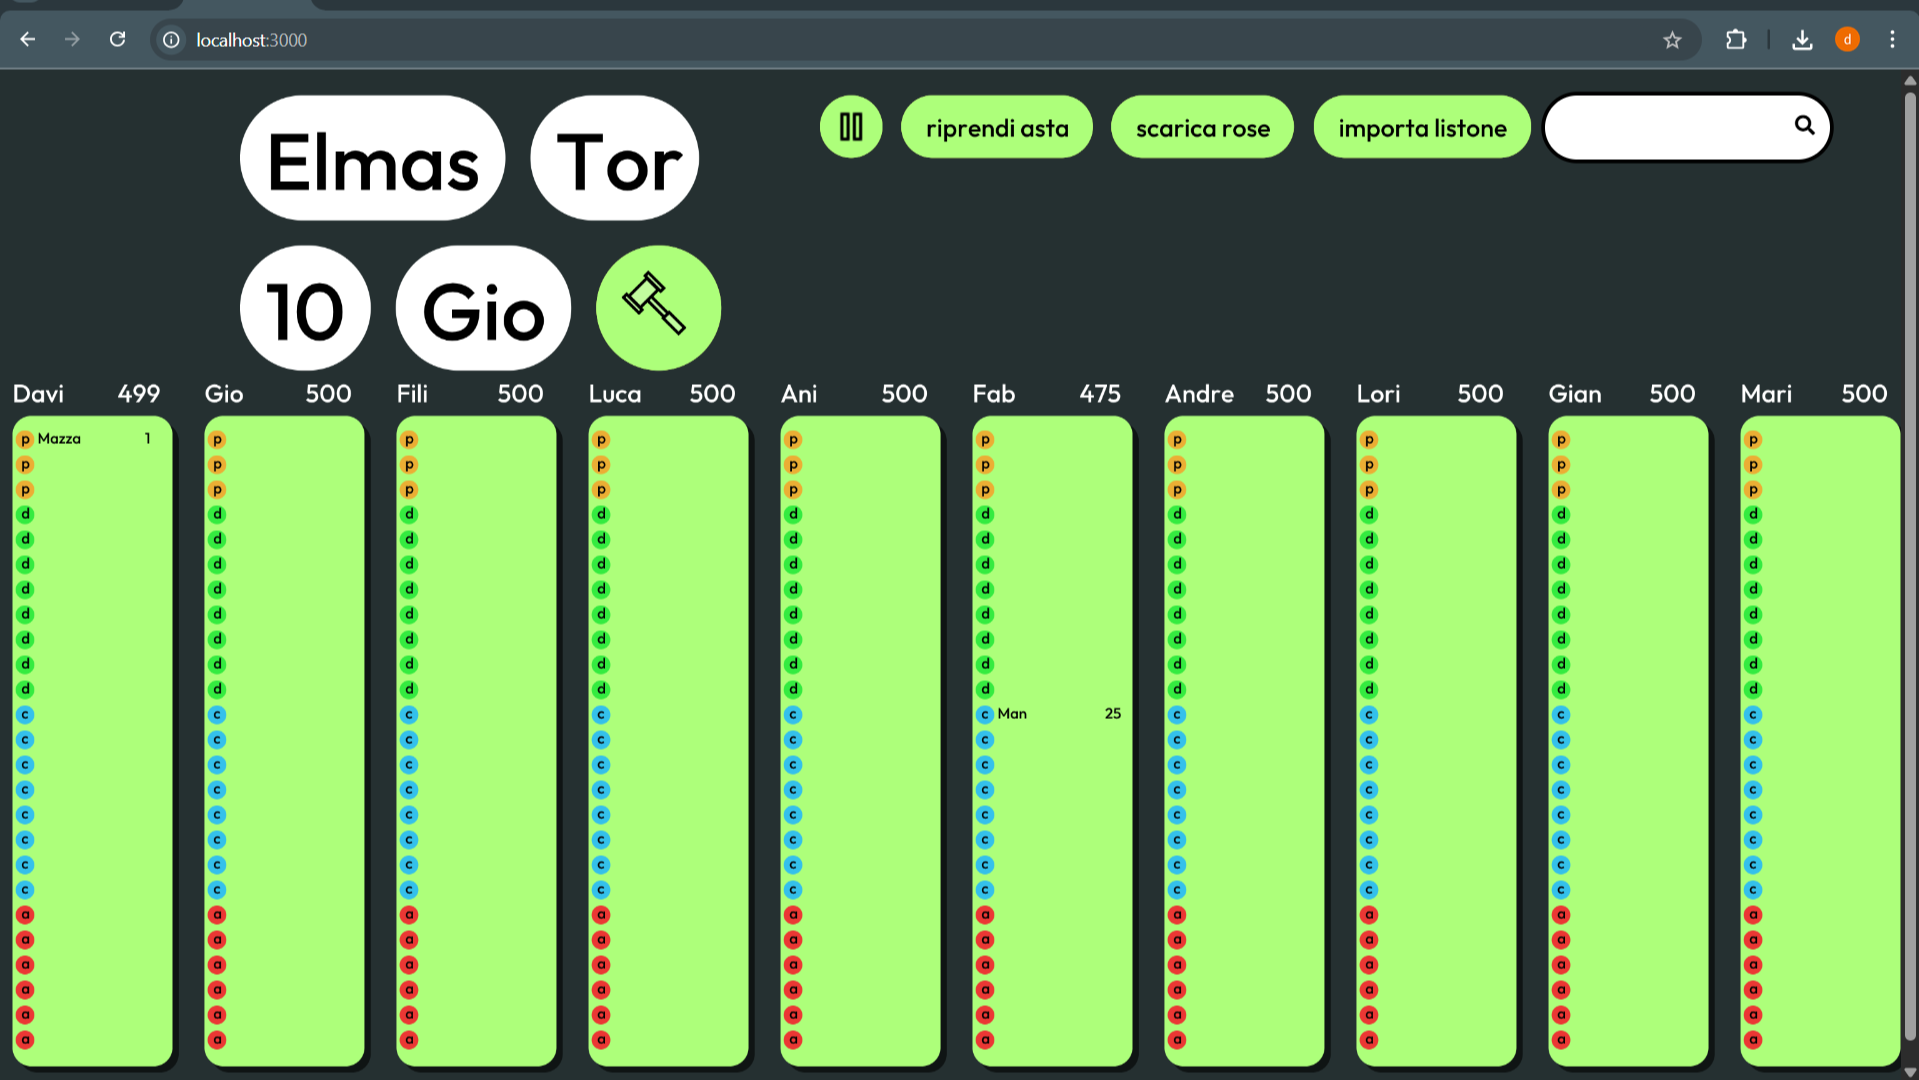 localhost:3000
d
Elmas Tor
riprendi asta scarica rose importa listone
10 Gio
Davi 499 Gio 500 Fili 500 Luca 500 Ani 500 Fab 475 Andre 500 Lori 500 Gian 500 Mari 500
p Mazza 1 p p p p p p p p p
p p p p p p p p p p
p p p p p p p p p p
d d d d d d d d d d
d d d d d d d d d d
d d d d d d d d d d
d d d d d d d d d d
d d d d d d d d d d
d d d d d d d d d d
d d d d d d d d d d
d d d d d d d d d d
c c c c c c Man 25 c c c c
c c c c c c c c c c
c c c c c c c c c c
c c c c c c c c c c
c c c c c c c c c c
c c c c c c c c c c
c c c c c c c c c c
c c c c c c c c c c
a a a a a a a a a a
a a a a a a a a a a
a a a a a a a a a a
a a a a a a a a a a
a a a a a a a a a a
a a a a a a a a a a